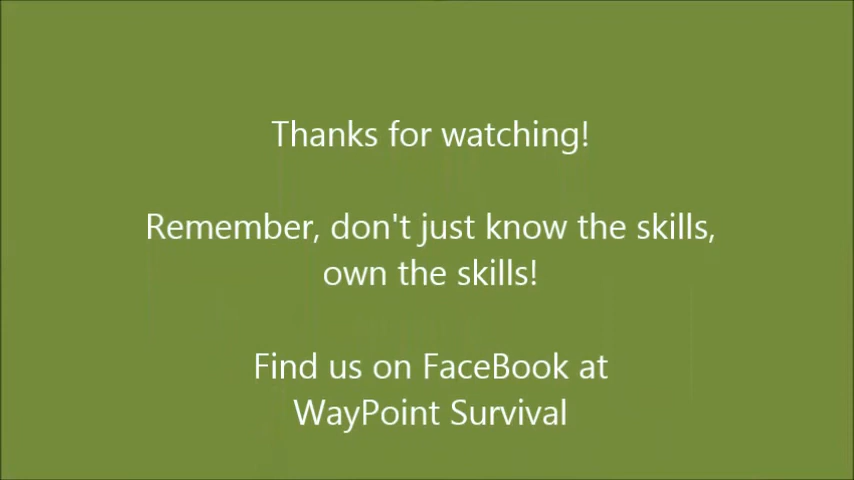 Thanks for watching!
Remember, don't just know the skills,
own the skills!
Find us on FaceBook at
WayPoint Survival